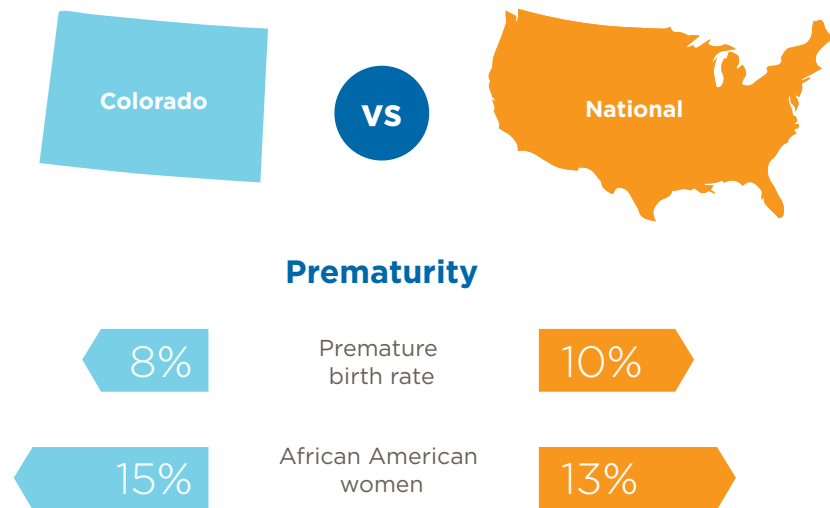 Colorado
vs
National
Prematurity
8%
Premature
birth rate
10%
15%
African American
women
13%